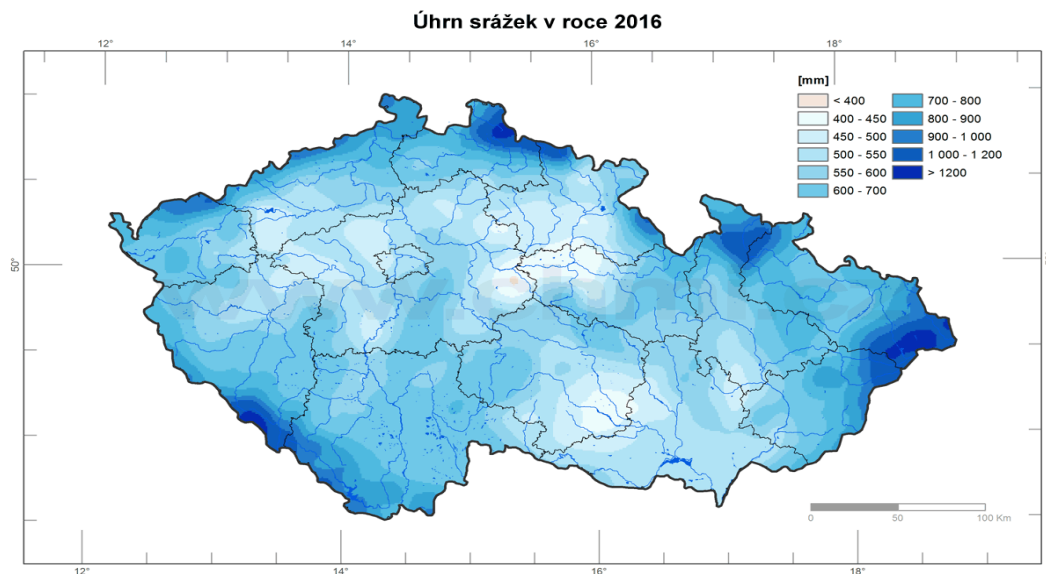 Úhrn srážek v roce 2016
12° 14° 16° 18°
[mm]
< 400
400 - 450
450 - 500
500 - 550
550 - 600
600 - 700
700 - 800
800 - 900
900 - 1 000
1 000 - 1 200
> 1200
50°
0 50 100 Km
12° 14° 16° 18°